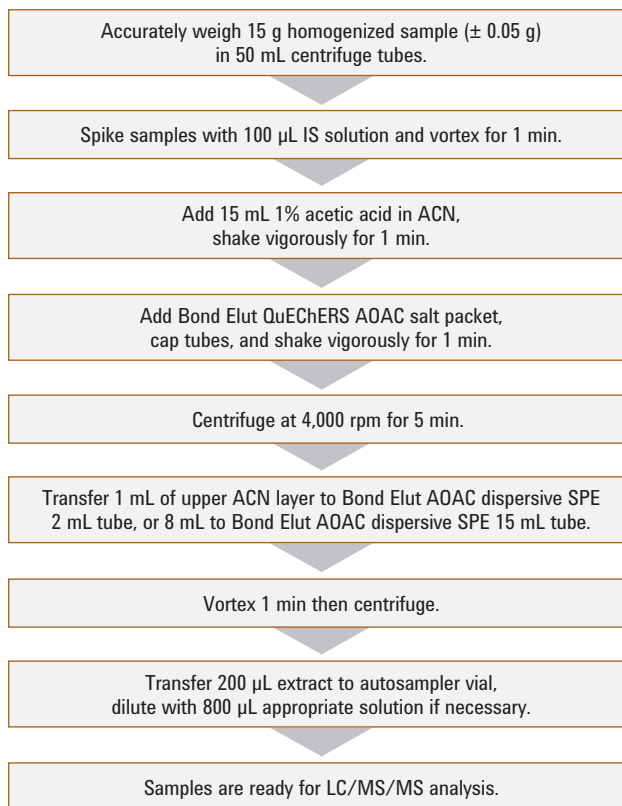 Accurately weigh 15 g homogenized sample (± 0.05 g)
in 50 mL centrifuge tubes.
Spike samples with 100 µL IS solution and vortex for 1 min.
Add 15 mL 1% acetic acid in ACN,
shake vigorously for 1 min.
Add Bond Elut QuEChERS AOAC salt packet,
cap tubes, and shake vigorously for 1 min.
Centrifuge at 4,000 rpm for 5 min.
Transfer 1 mL of upper ACN layer to Bond Elut AOAC dispersive SPE
2 mL tube, or 8 mL to Bond Elut AOAC dispersive SPE 15 mL tube.
Vortex 1 min then centrifuge.
Transfer 200 µL extract to autosampler vial,
dilute with 800 µL appropriate solution if necessary.
Samples are ready for LC/MS/MS analysis.